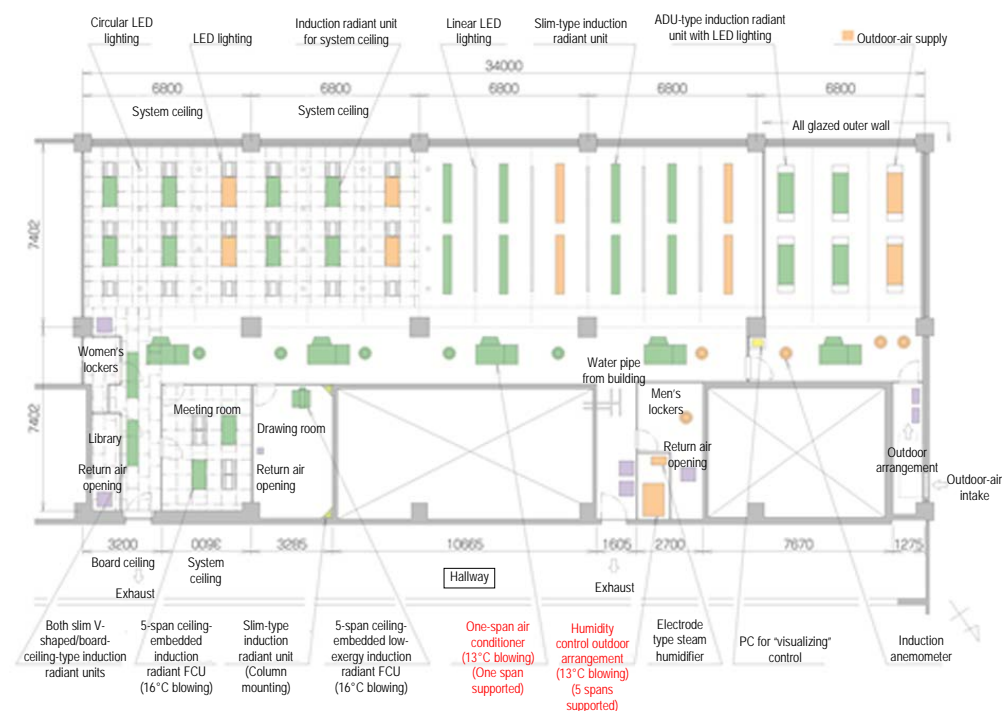 Circular LED
lighting
LED lighting
Induction radiant unit
for system ceiling
Linear LED
lighting
Slim-type induction
radiant unit
ADU-type induction radiant
unit with LED lighting
Outdoor-air supply
34000
6800
6800
6800
6800
6800
System ceiling
System ceiling
All glazed outer wall
7402
7402
Women's
lockers
Library
Return air
opening
Meeting room
Drawing room
Return air
opening
Water pipe
from building
Men's
lockers
Return air
opening
Outdoor
arrangement
Outdoor-air
intake
3200
0096
3285
10665
1605
2700
7670
1275
Board ceiling
System
ceiling
Exhaust
Hallway
Exhaust
Both slim V-
shaped/board-
ceiling-type induction
radiant units
5-span ceiling-
embedded
induction
radiant FCU
(16°C blowing)
Slim-type
induction
radiant unit
(Column
mounting)
5-span ceiling-
embedded low-
exergy induction
radiant FCU
(16°C blowing)
One-span air
conditioner
(13°C blowing)
(One span
supported)
Humidity
control outdoor
arrangement
(13°C blowing)
(5 spans
supported)
Electrode
type steam
humidifier
PC for "visualizing"
control
Induction
anemometer